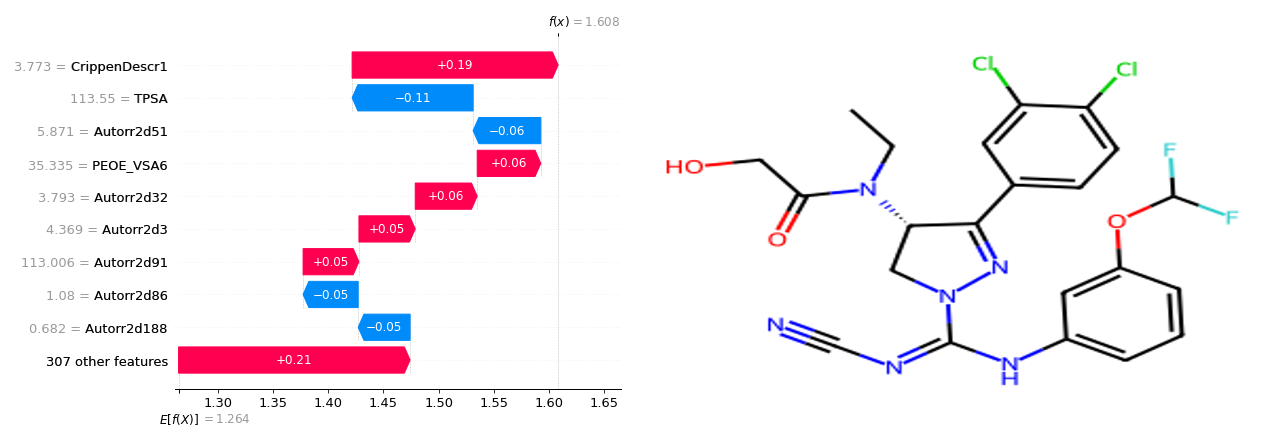 f(x) = 1.608
3.773 = CrippenDescr1
+0.19
113.55 = TPSA
−0.11
5.871 = Autorr2d51
−0.06
35.335 = PEOE_VSA6
+0.06
3.793 = Autorr2d32
+0.06
4.369 = Autorr2d3
+0.05
113.006 = Autorr2d91
+0.05
1.08 = Autorr2d86
−0.05
0.682 = Autorr2d188
−0.05
307 other features
+0.21
1.30 1.35 1.40 1.45 1.50 1.55 1.60 1.65
E[f(X)] = 1.264
Cl
Cl
HO
N
O
F
F
O
N
N
N
N
N
H